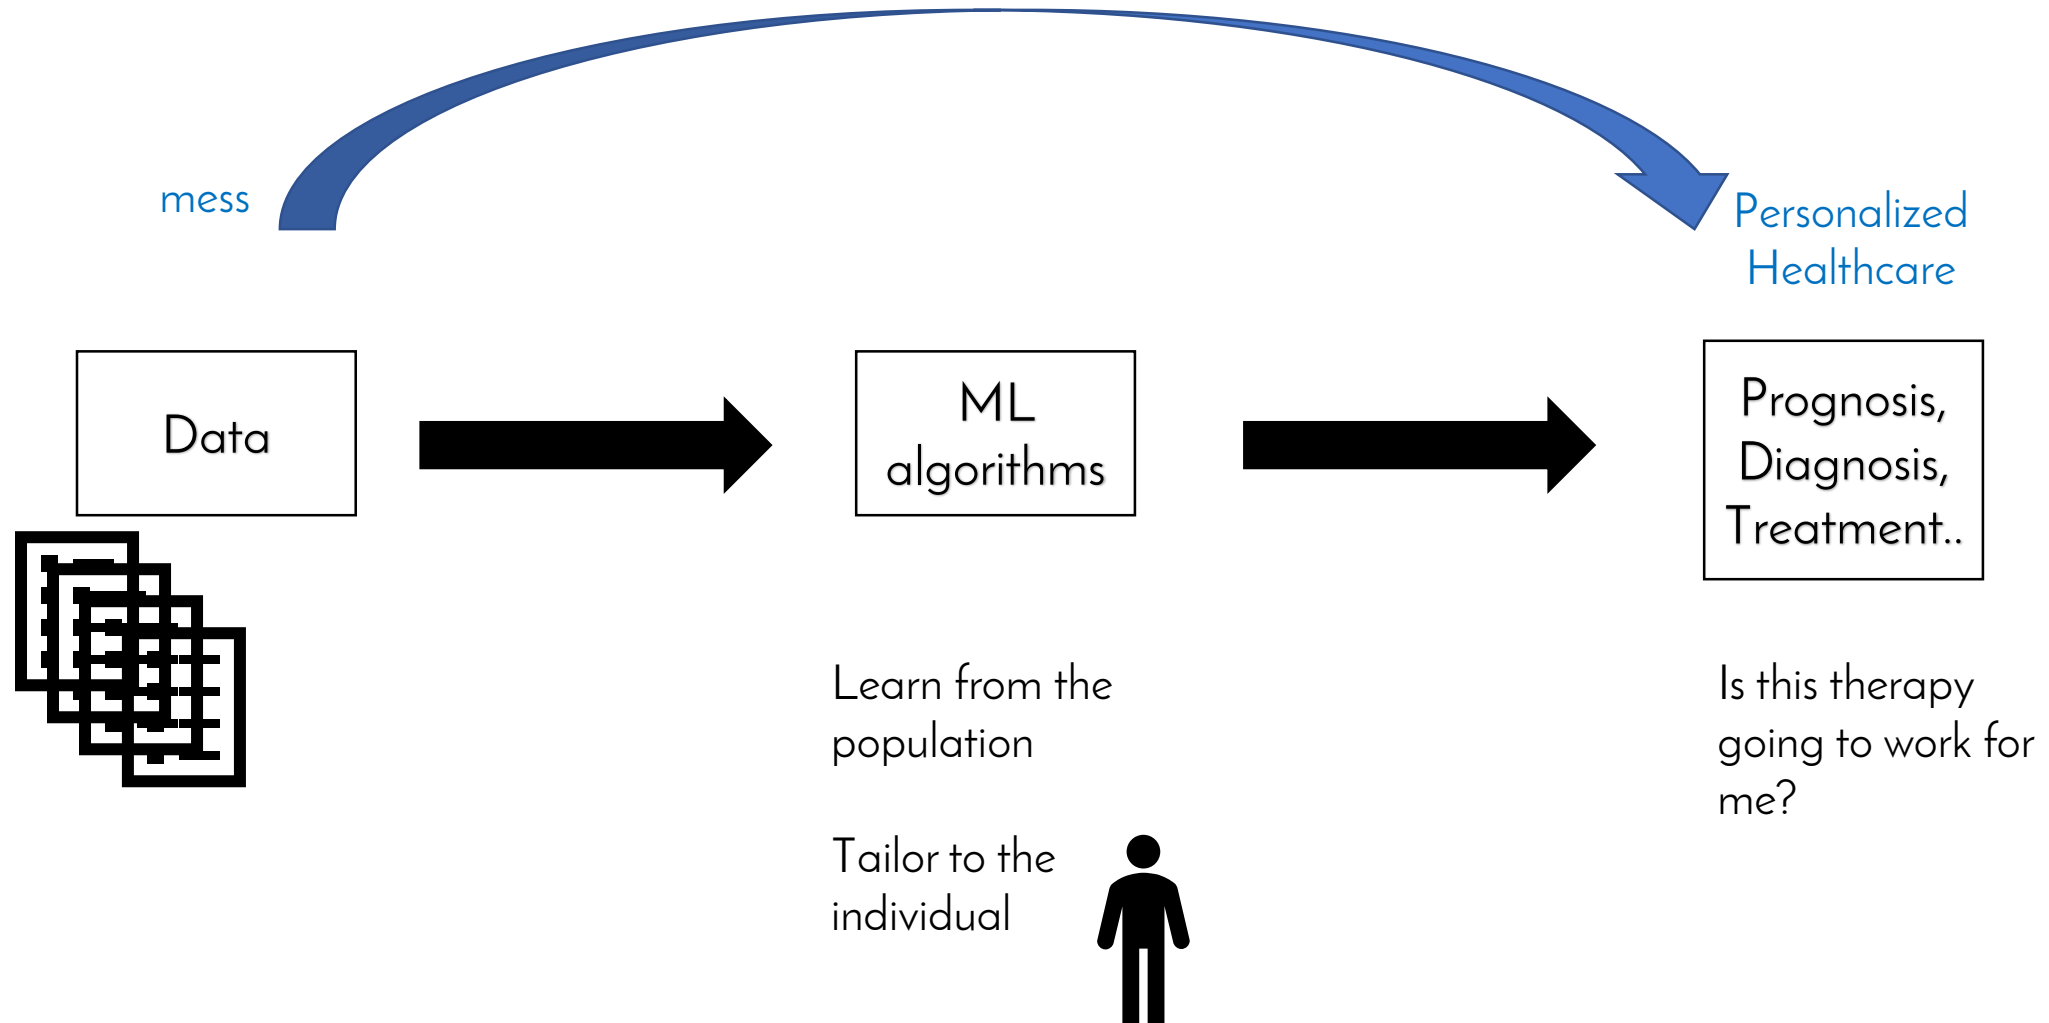 mess
Personalized
Healthcare
Data
ML
algorithms
Prognosis,
Diagnosis,
Treatment..
Learn from the
population
Tailor to the
individual
Is this therapy
going to work for
me?